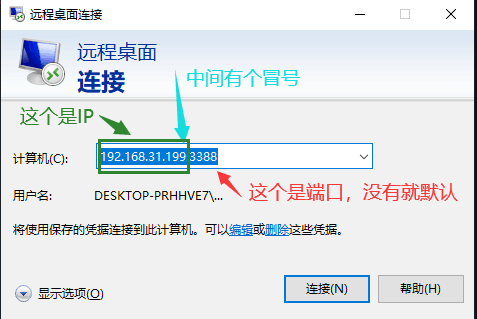 远程桌面连接
远程桌面
连接
中间有个冒号
这个是IP
计算机(C): 192.168.31.199:3388
这个是端口，没有就默认
用户名: DESKTOP-PRHHVE7\...
将使用保存的凭据连接到此计算机。可以编辑或删除这些凭据。
显示选项(O) 连接(N) 帮助(H)